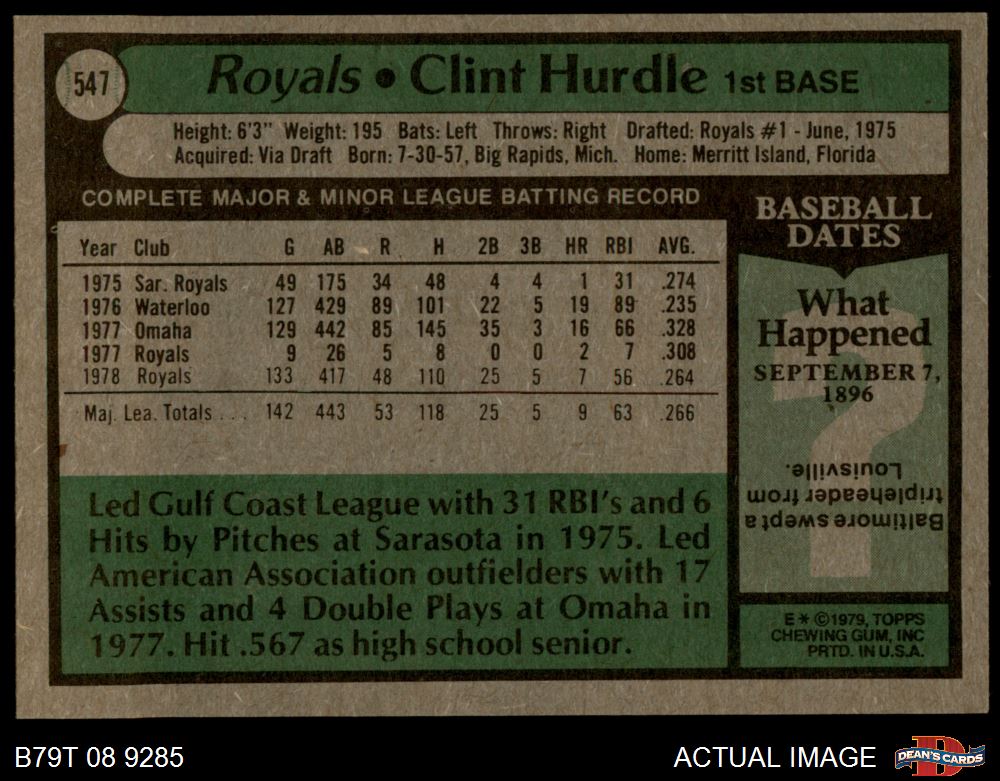 547
Royals • Clint Hurdle 1st BASE
Height: 6'3" Weight: 195 Bats: Left Throws: Right Drafted: Royals #1 - June, 1975
Acquired: Via Draft Born: 7-30-57, Big Rapids, Mich. Home: Merritt Island, Florida
COMPLETE MAJOR & MINOR LEAGUE BATTING RECORD
Year Club G AB R H 2B 3B HR RBI AVG.
1975 Sar. Royals 49 175 34 48 4 4 1 31 .274
1976 Waterloo 127 429 89 101 22 5 19 89 .235
1977 Omaha 129 442 85 145 35 3 16 66 .328
1977 Royals 9 26 5 8 0 0 2 7 .308
1978 Royals 133 417 48 110 25 5 7 56 .264
Maj. Lea. Totals . . . 142 443 53 118 25 5 9 63 .266
Led Gulf Coast League with 31 RBI's and 6
Hits by Pitches at Sarasota in 1975. Led
American Association outfielders with 17
Assists and 4 Double Plays at Omaha in
1977. Hit .567 as high school senior.
BASEBALL
DATES
What
Happened
SEPTEMBER 7,
1896
?
Baltimore swept a
tripleheader from
Louisville.
E * ©1979, TOPPS
CHEWING GUM, INC
PRTD. IN U.S.A.
B79T 08 9285
ACTUAL IMAGE
D
DEAN'S CARDS